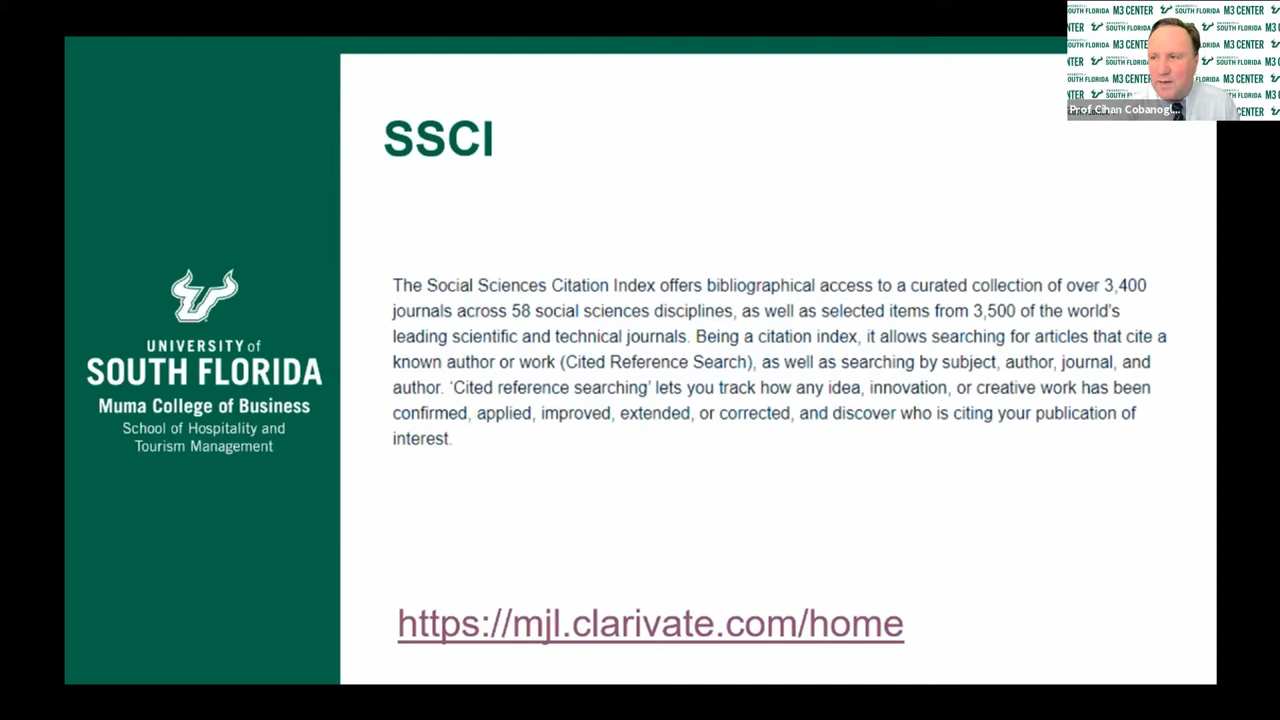 SSCI
The Social Sciences Citation Index offers bibliographical access to a curated collection of over 3,400
journals across 58 social sciences disciplines, as well as selected items from 3,500 of the world's
leading scientific and technical journals. Being a citation index, it allows searching for articles that cite a
known author or work (Cited Reference Search), as well as searching by subject, author, journal, and
author. ‘Cited reference searching’ lets you track how any idea, innovation, or creative work has been
confirmed, applied, improved, extended, or corrected, and discover who is citing your publication of
interest.
https://mjl.clarivate.com/home
UNIVERSITY of
SOUTH FLORIDA
Muma College of Business
School of Hospitality and
Tourism Management
SOUTH FLORIDA M3 CENTER
Prof.Cihan Cobanogl...